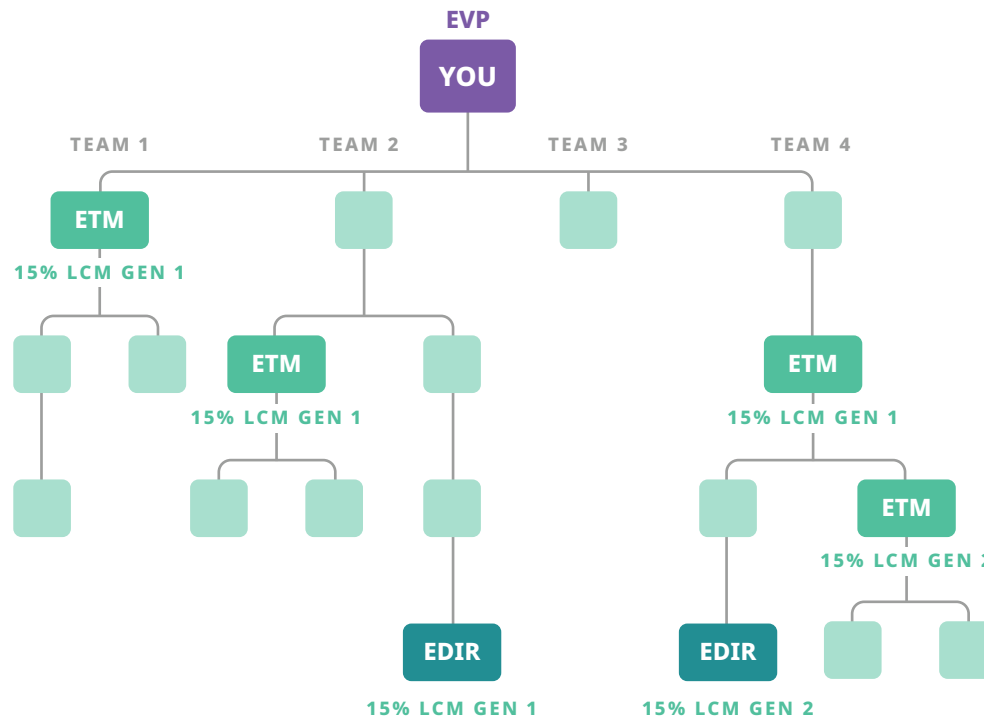 EVP
YOU
TEAM 1
TEAM 2
TEAM 3
TEAM 4
ETM
15% LCM GEN 1
ETM
15% LCM GEN 1
ETM
15% LCM GEN 1
ETM
15% LCM GEN 2
EDIR
15% LCM GEN 1
EDIR
15% LCM GEN 2